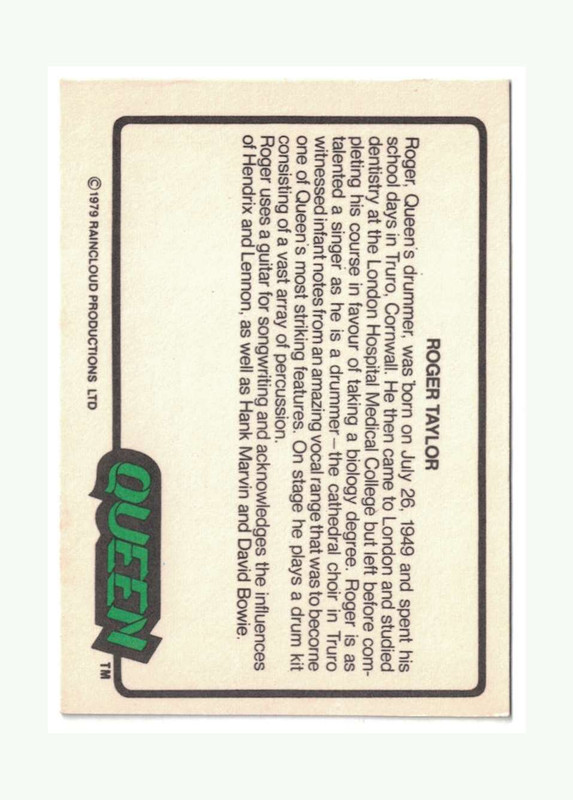 ROGER TAYLOR
Roger, Queen's drummer, was born on July 26, 1949 and spent his
school days in Truro, Cornwall. He then came to London and studied
dentistry at the London Hospital Medical College but left before com-
pleting his course in favour of taking a biology degree. Roger is as
talented a singer as he is a drummer – the cathedral choir in Truro
witnessed infant notes from an amazing vocal range that was to become
one of Queen's most striking features. On stage he plays a drum kit
consisting of a vast array of percussion.
Roger uses a guitar for songwriting and acknowledges the influences
of Hendrix and Lennon, as well as Hank Marvin and David Bowie.
QUEEN TM
©1979 RAINCLOUD PRODUCTIONS LTD